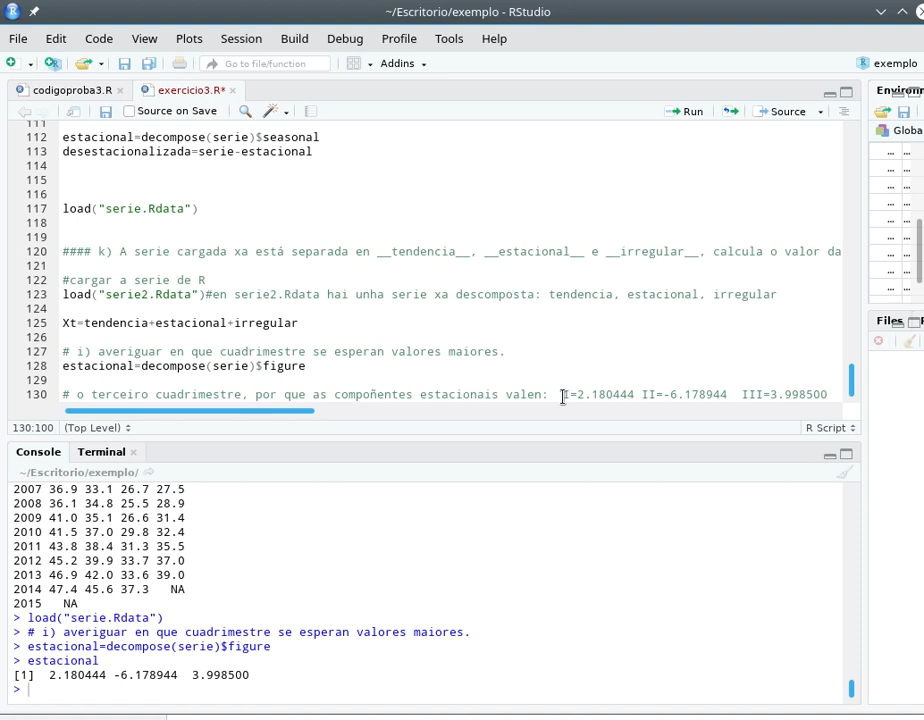 ~/Escritorio/exemplo - RStudio
File Edit Code View Plots Session Build Debug Profile Tools Help
Go to file/function Addins exemplo
codigoproba3.R exercicio3.R* Environ
Source on Save Run Source
Globa
111
112 estacional=decompose(serie)$seasonal
113 desestacionalizada=serie-estacional
114
115
116
117 load("serie.Rdata")
118
119
120 #### k) A serie cargada xa está separada en __tendencia__, __estacional__ e __irregular__, calcula o valor da
121
122 #cargar a serie de R
123 load("serie2.Rdata")#en serie2.Rdata hai unha serie xa descomposta: tendencia, estacional, irregular
124
125 Xt=tendencia+estacional+irregular
126
127 # i) averiguar en que cuadrimestre se esperan valores maiores.
128 estacional=decompose(serie)$figure
129
130 # o terceiro cuadrimestre, por que as compoñentes estacionais valen: I=2.180444 II=-6.178944 III=3.998500
130:100 (Top Level) R Script
Files
Console Terminal
~/Escritorio/exemplo/
2007 36.9 33.1 26.7 27.5
2008 36.1 34.8 25.5 28.9
2009 41.0 35.1 26.6 31.4
2010 41.5 37.0 29.8 32.4
2011 43.8 38.4 31.3 35.5
2012 45.2 39.9 33.7 37.0
2013 46.9 42.0 33.6 39.0
2014 47.4 45.6 37.3 NA
2015 NA
> load("serie.Rdata")
> # i) averiguar en que cuadrimestre se esperan valores maiores.
> estacional=decompose(serie)$figure
> estacional
[1] 2.180444 -6.178944 3.998500
>